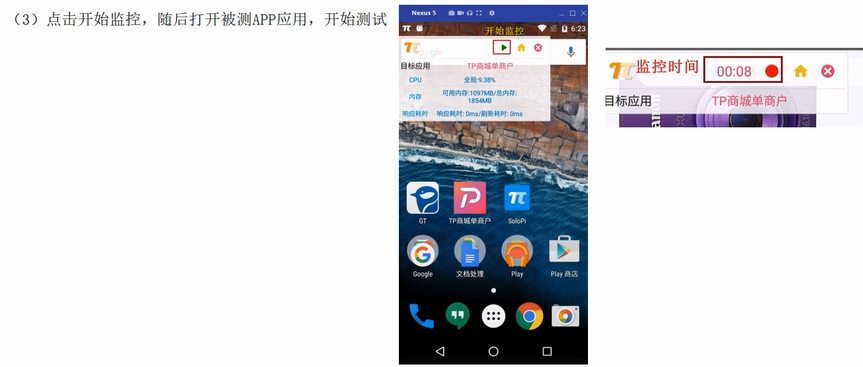 （3）点击开始监控，随后打开被测APP应用，开始测试
Nexus 5
6:23
开始监控
Google
目标应用 TP商城单商户
CPU 全局:9.38%
内存 可用内存:1097MB/总内存:
1854MB
响应耗时 响应耗时: 0ms/刷新耗时: 0ms
GT TP商城单商户 SoloPi
Google 文档处理 Play Play 商店
监控时间 00:08
目标应用 TP商城单商户